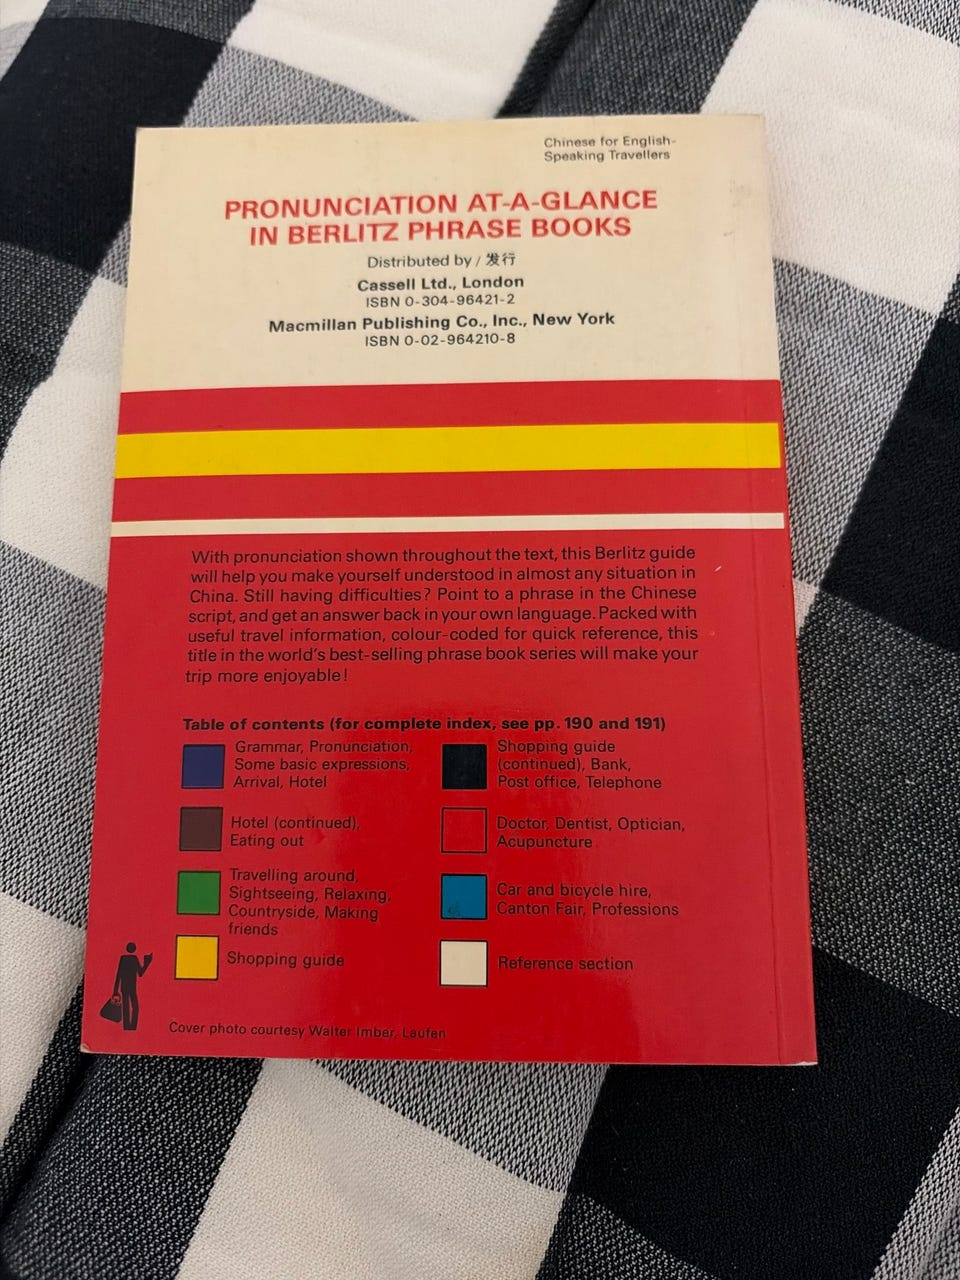 Chinese for English-
Speaking Travellers
PRONUNCIATION AT-A-GLANCE
IN BERLITZ PHRASE BOOKS
Distributed by / 发行
Cassell Ltd., London
ISBN 0-304-96421-2
Macmillan Publishing Co., Inc., New York
ISBN 0-02-964210-8
With pronunciation shown throughout the text, this Berlitz guide
will help you make yourself understood in almost any situation in
China. Still having difficulties? Point to a phrase in the Chinese
script, and get an answer back in your own language. Packed with
useful travel information, colour-coded for quick reference, this
title in the world's best-selling phrase book series will make your
trip more enjoyable!
Table of contents (for complete index, see pp. 190 and 191)
Grammar, Pronunciation,
Some basic expressions,
Arrival, Hotel
Hotel (continued),
Eating out
Travelling around,
Sightseeing, Relaxing,
Countryside, Making
friends
Shopping guide
Shopping guide
(continued), Bank,
Post office, Telephone
Doctor, Dentist, Optician,
Acupuncture
Car and bicycle hire,
Canton Fair, Professions
Reference section
Cover photo courtesy Walter Imber, Laufen